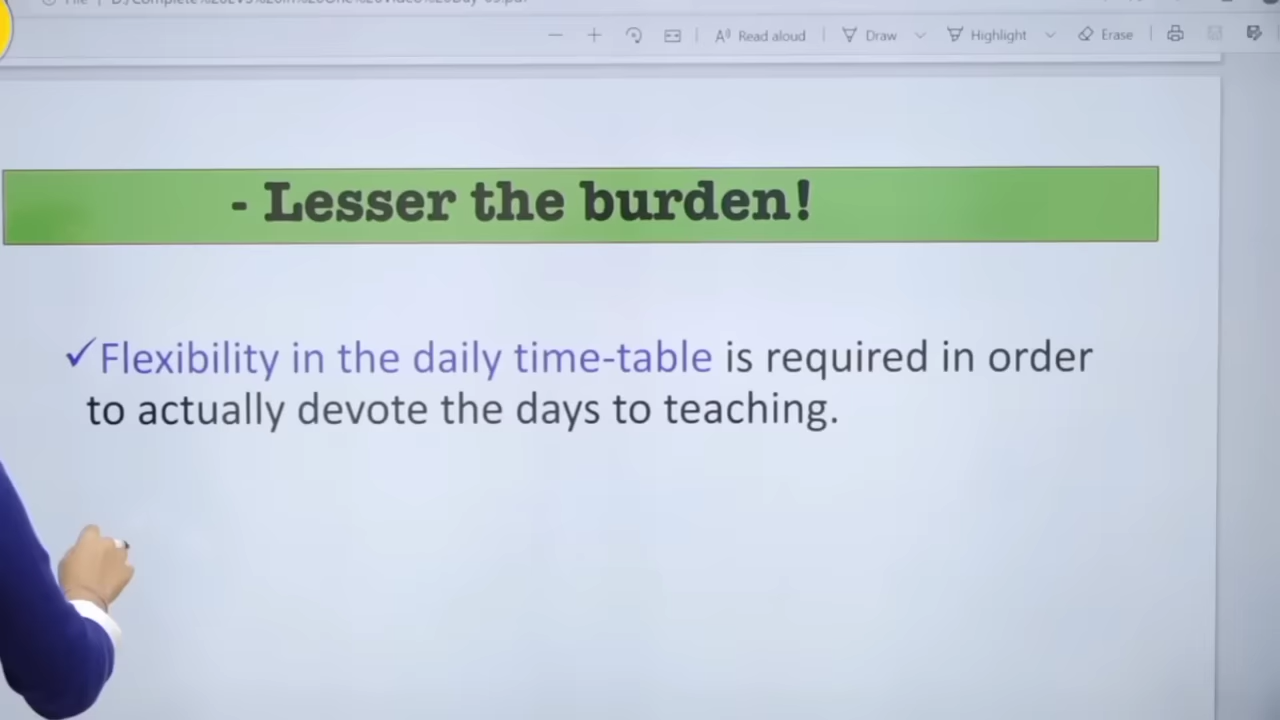 Read aloud
Draw
Highlight
Erase
- Lesser the burden!
✓Flexibility in the daily time-table is required in order
to actually devote the days to teaching.